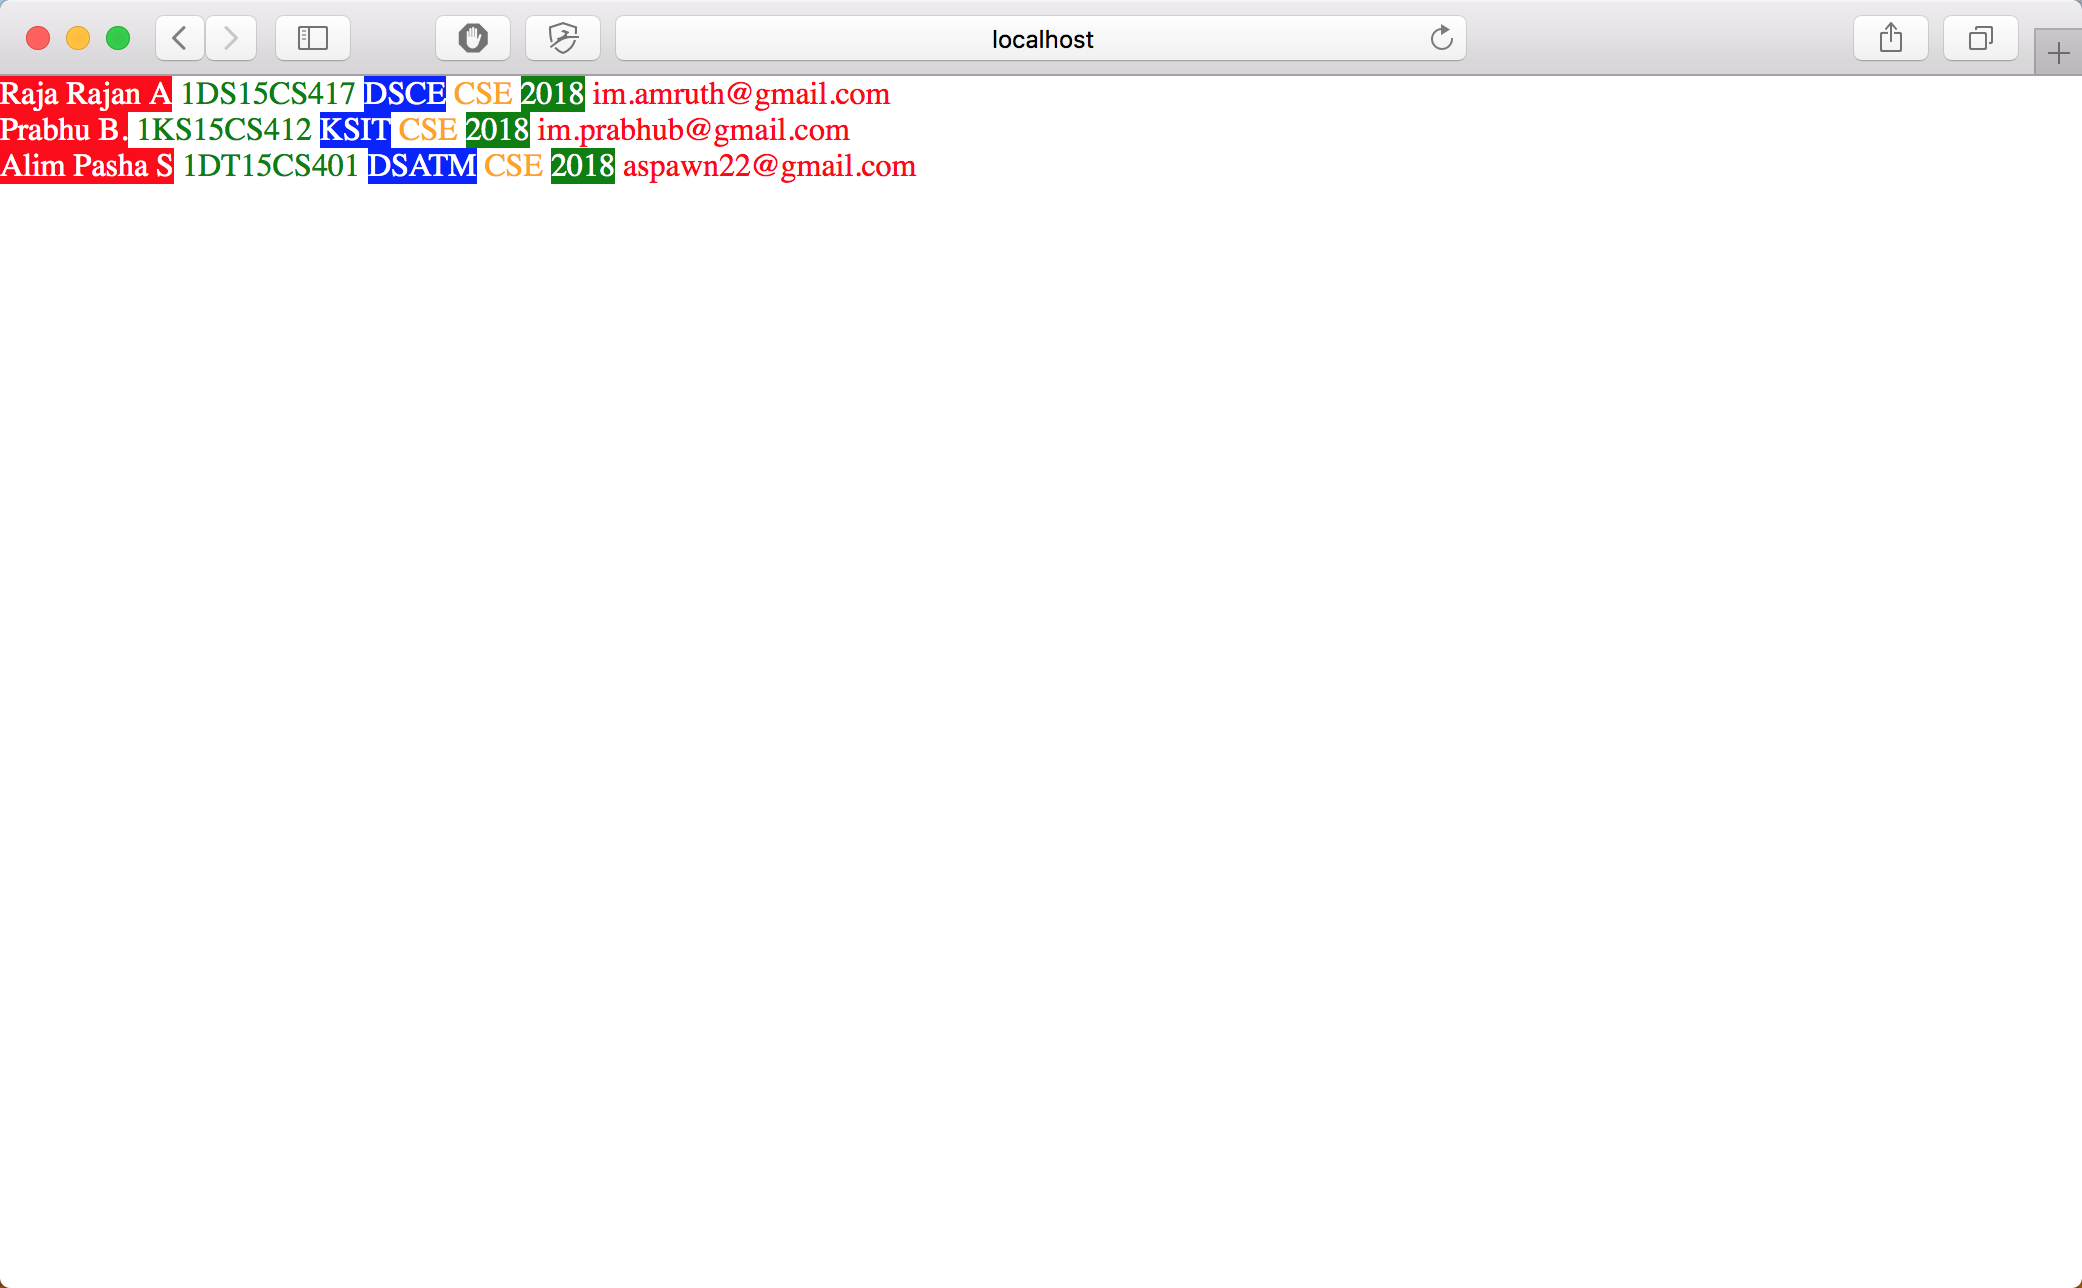 localhost
Raja Rajan A 1DS15CS417 DSCE CSE 2018 im.amruth@gmail.com
Prabhu B. 1KS15CS412 KSIT CSE 2018 im.prabhub@gmail.com
Alim Pasha S 1DT15CS401 DSATM CSE 2018 aspawn22@gmail.com